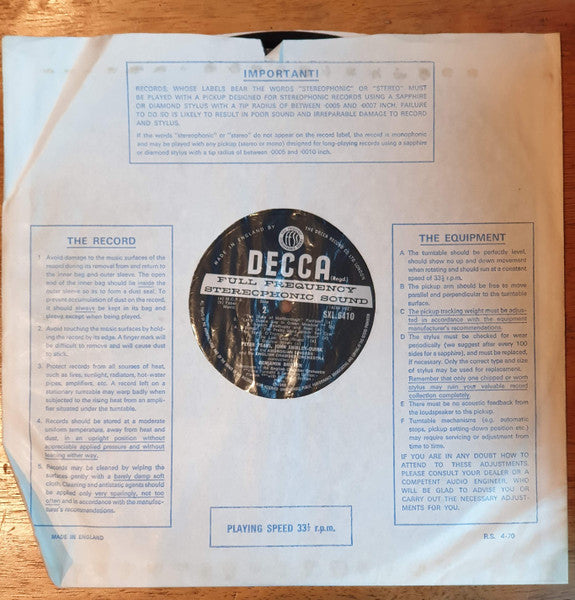 IMPORTANT!
RECORDS, WHOSE LABELS BEAR THE WORDS "STEREOPHONIC" OR "STEREO" MUST
BE PLAYED WITH A PICKUP DESIGNED FOR STEREOPHONIC RECORDS USING A SAPPHIRE
OR DIAMOND STYLUS WITH A TIP RADIUS OF BETWEEN ·0005 AND ·0007 INCH. FAILURE
TO DO SO IS LIKELY TO RESULT IN POOR SOUND AND IRREPARABLE DAMAGE TO RECORD
AND STYLUS.
If the words "stereophonic" or "stereo" do not appear on the record label, the record is monophonic
and may be played with any pickup (stereo or mono) designed for long-playing records using a sapphire
or diamond stylus with a tip radius of between ·0005 and ·0010 inch.
THE RECORD
1. Avoid damage to the music surfaces of the
record during its removal from and return to
the inner bag and outer sleeve. The open
end of the inner bag should lie inside the
outer sleeve so as to form a dust seal. To
prevent accumulation of dust on the record,
it should always be kept in its bag and
sleeve except when being played.
2. Avoid touching the music surfaces by holding
the record by its edge. A finger mark will
be difficult to remove and will cause dust
to stick.
3. Protect records from all sources of heat,
such as fires, sunlight, radiators, hot-water
pipes, amplifiers, etc. A record left on a
stationary turntable may warp badly when
subjected to the rising heat from an ampli-
fier situated under the turntable.
4. Records should be stored at a moderate
uniform temperature, away from heat and
dust, in an upright position without
appreciable applied pressure and without
leaning either way.
5. Records may be cleaned by wiping the
surfaces gently with a barely damp soft
cloth. Cleaning and antistatic agents should
be applied only very sparingly, not too
often and in accordance with the manufac-
turer's recommendations.
MADE IN ENGLAND
MADE IN ENGLAND BY THE DECCA RECORD CO. LTD. LONDON
ffss
DECCA
(Regd.)
FULL FREQUENCY
STEREOPHONIC SOUND
2
SXL.6410
ENGLISH CHAMBER ORCHESTRA
PLAYING SPEED 33⅓ r.p.m.
THE EQUIPMENT
A The turntable should be perfectly level,
should show no up and down movement
when rotating and should run at a constant
speed of 33⅓ r.p.m.
B The pickup arm should be free to move
parallel and perpendicular to the turntable
surface.
C The pickup tracking weight must be adjus-
ted in accordance with the equipment
manufacturer's recommendations.
D The stylus must be checked for wear
periodically (we suggest after every 100
sides for a sapphire), and must be replaced,
if necessary. Only the correct type and size
of stylus may be used for replacement.
Remember that only one chipped or worn
stylus may ruin your valuable record
collection completely.
E There must be no acoustic feedback from
the loudspeaker to the pickup.
F Turntable mechanisms (e.g. automatic
stops, pickup setting-down position etc.)
may require servicing or adjustment from
time to time.
IF YOU ARE IN ANY DOUBT HOW TO
ATTEND TO THESE ADJUSTMENTS,
PLEASE CONSULT YOUR DEALER OR A
COMPETENT AUDIO ENGINEER, WHO
WILL BE GLAD TO ADVISE YOU OR
CARRY OUT THE NECESSARY ADJUST-
MENTS FOR YOU.
R.S. 4-70